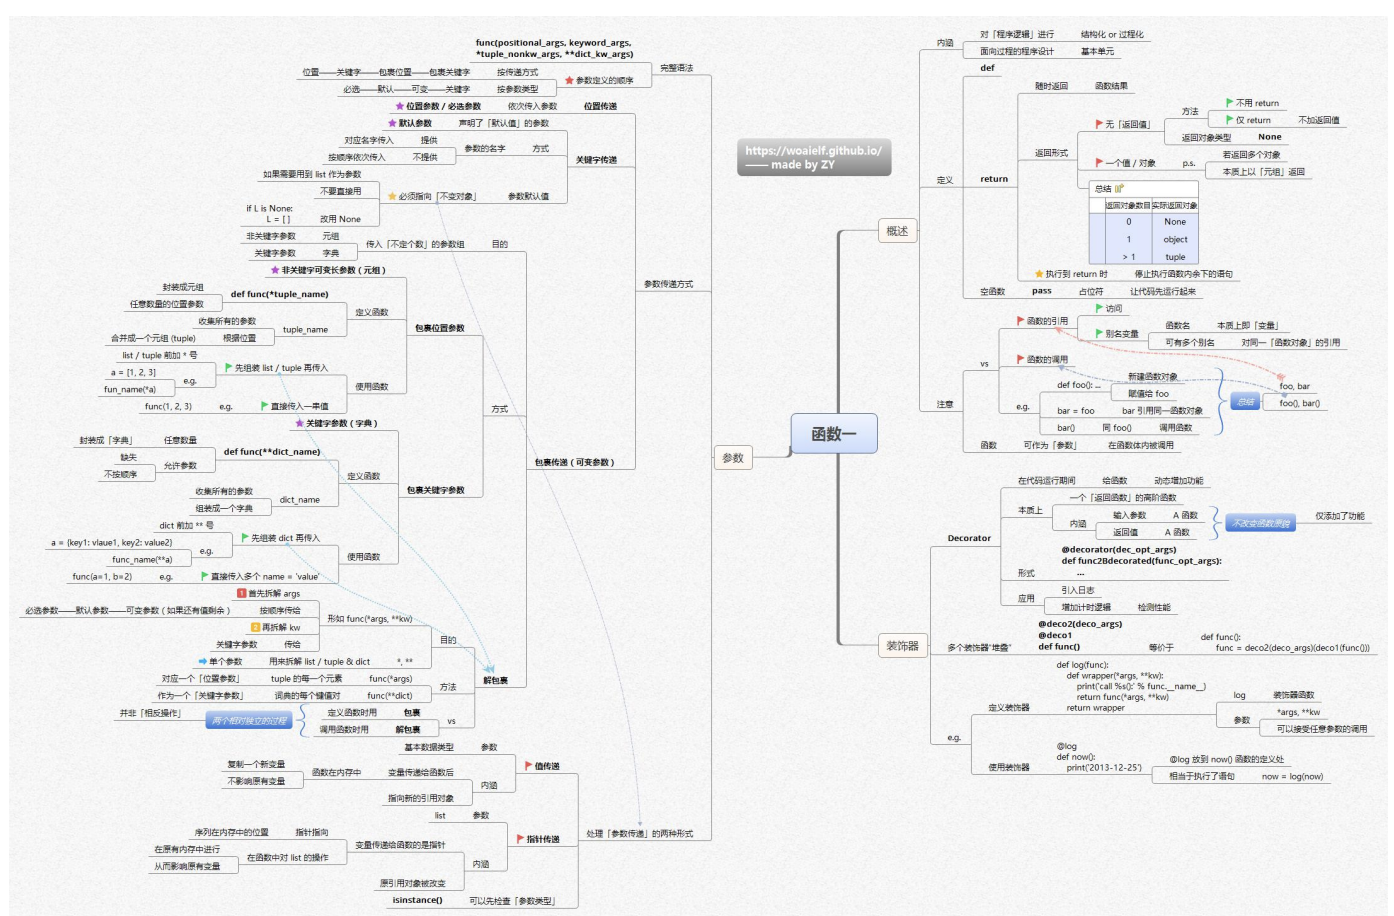 函数一
https://woaielf.github.io/
—— made by ZY
概述
内涵
对「程序逻辑」进行
结构化 or 过程化
面向过程的程序设计
基本单元
定义
def
return
随时返回
函数结果
返回形式
无「返回值」
方法
不用 return
仅 return
不加返回值
返回对象类型
None
一个值 / 对象
p.s.
若返回多个对象
本质上以「元组」返回
总结
返回对象数目
实际返回对象
0
None
1
object
> 1
tuple
执行到 return 时
停止执行函数内余下的语句
空函数
pass
占位符
让代码先运行起来
注意
vs
函数的引用
访问
别名变量
函数名
本质上即「变量」
可有多个别名
对同一「函数对象」的引用
函数的调用
e.g.
def foo(): ...
新建函数对象
赋值给 foo
bar = foo
bar 引用同一函数对象
bar()
同 foo()
调用函数
总结
foo, bar
foo(), bar()
函数
可作为「参数」
在函数体内被调用
装饰器
Decorator
在代码运行期间
给函数
动态增加功能
本质上
一个「返回函数」的高阶函数
内涵
输入参数
A 函数
返回值
A 函数
不改变函数原貌
仅添加了功能
形式
@decorator(dec_opt_args)
def func2Bdecorated(func_opt_args):
...
应用
引入日志
增加计时逻辑
检测性能
多个装饰器"堆叠"
@deco2(deco_args)
@deco1
def func()
等价于
def func():
func = deco2(deco_args)(deco1(func()))
e.g.
定义装饰器
def log(func):
def wrapper(*args, **kw):
print('call %s():' % func.__name__)
return func(*args, **kw)
return wrapper
log
装饰器函数
参数
*args, **kw
可以接受任意参数的调用
使用装饰器
@log
def now():
print('2013-12-25')
@log 放到 now() 函数的定义处
相当于执行了语句
now = log(now)
参数
完整语法
func(positional_args, keyword_args,
*tuple_nonkw_args, **dict_kw_args)
参数定义的顺序
按传递方式
位置——关键字——包裹位置——包裹关键字
按参数类型
必选——默认——可变——关键字
参数传递方式
位置传递
依次传入参数
位置参数 / 必选参数
关键字传递
声明了「默认值」的参数
默认参数
方式
参数的名字
提供
对应名字传入
不提供
按顺序依次传入
参数默认值
必须指向「不变对象」
如果需要用到 list 作为参数
不要直接用
改用 None
if L is None:
L = [ ]
包裹传递（可变参数）
目的
传入「不定个数」的参数组
元组
非关键字参数
字典
关键字参数
方式
包裹位置参数
非关键字可变长参数（元组）
定义函数
def func(*tuple_name)
封装成元组
任意数量的位置参数
tuple_name
收集所有的参数
根据位置
合并成一个元组 (tuple)
使用函数
先组装 list / tuple 再传入
list / tuple 前加 * 号
e.g.
a = [1, 2, 3]
fun_name(*a)
直接传入一串值
e.g.
func(1, 2, 3)
包裹关键字参数
关键字参数（字典）
定义函数
def func(**dict_name)
任意数量
封装成「字典」
允许参数
缺失
不按顺序
dict_name
收集所有的参数
组装成一个字典
使用函数
先组装 dict 再传入
dict 前加 ** 号
e.g.
a = {key1: vlaue1, key2: value2}
func_name(**a)
直接传入多个 name = 'value'
e.g.
func(a=1, b=2)
解包裹
目的
形如 func(*args, **kw)
1 首先拆解 args
按顺序传给
必选参数——默认参数——可变参数（如果还有值剩余）
2 再拆解 kw
传给
关键字参数
方法
*, **
用来拆解 list / tuple & dict
单个参数
func(*args)
tuple 的每一个元素
对应一个「位置参数」
func(**dict)
词典的每个键值对
作为一个「关键字参数」
vs
包裹
定义函数时用
解包裹
调用函数时用
两个相对独立的过程
并非「相反操作」
处理「参数传递」的两种形式
值传递
参数
基本数据类型
内涵
变量传递给函数后
函数在内存中
复制一个新变量
不影响原有变量
指向新的引用对象
指针传递
参数
list
内涵
变量传递给函数的是指针
指针指向
序列在内存中的位置
在函数中对 list 的操作
在原有内存中进行
从而影响原有变量
原引用对象被改变
可以先检查「参数类型」
isinstance()